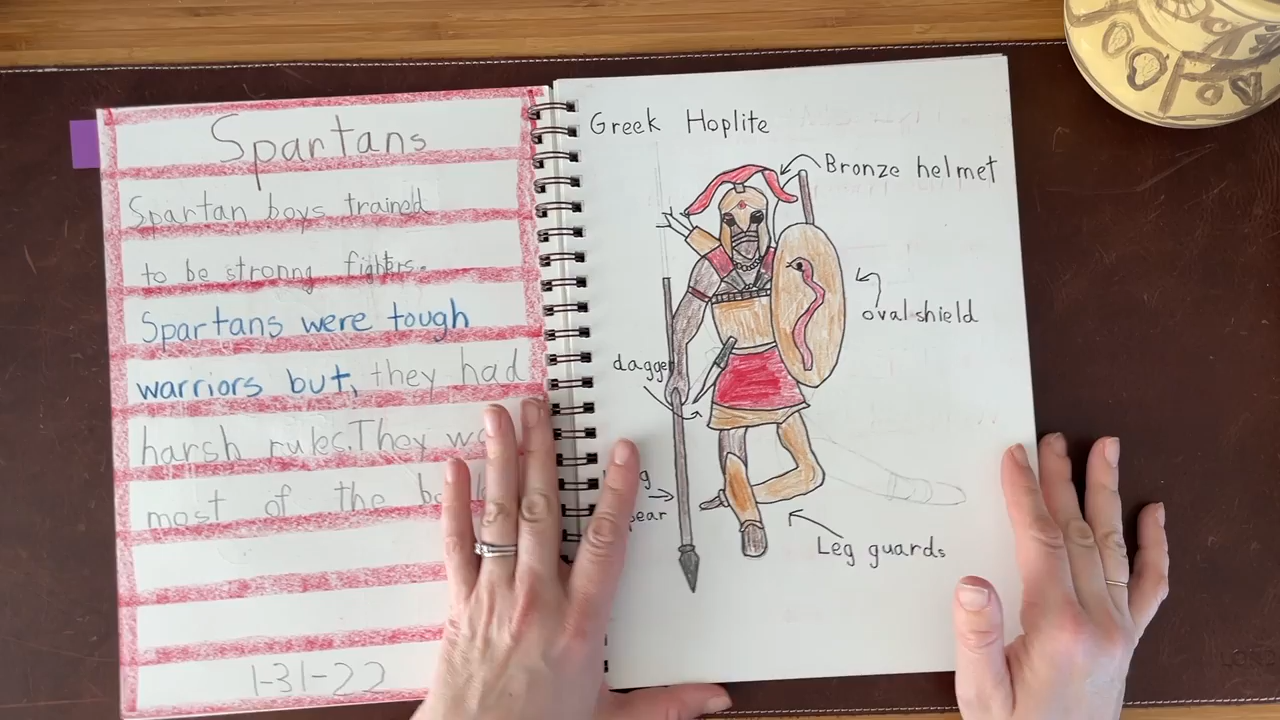 Spartans
Spartan boys trained
to be strong fighters.
Spartans were tough
warriors but, they had
harsh rules. They
most of the
1-31-22
Greek Hoplite
Bronze helmet
oval shield
dagger
Leg guards